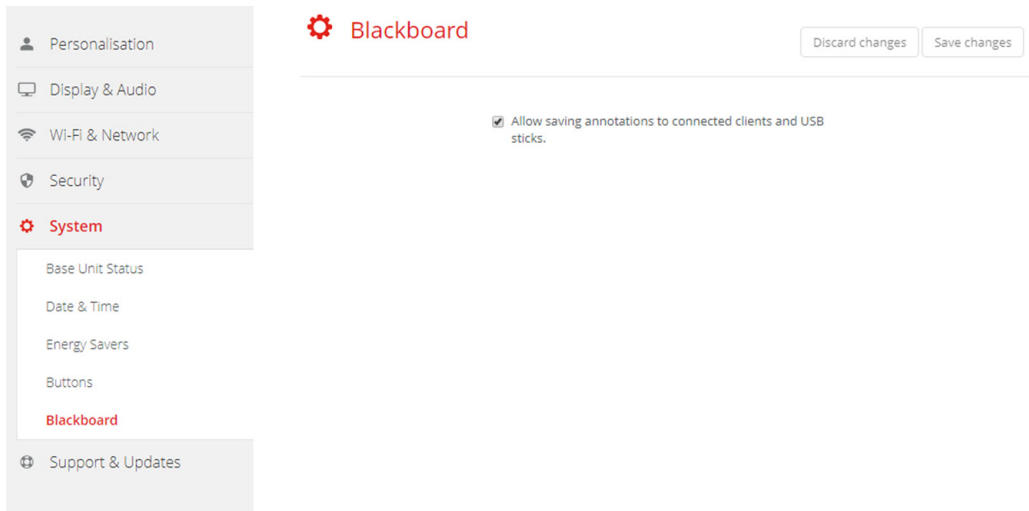 Personalisation
Display & Audio
Wi-Fi & Network
Security
System
Base Unit Status
Date & Time
Energy Savers
Buttons
Blackboard
Support & Updates
Blackboard
Discard changes
Save changes
Allow saving annotations to connected clients and USB
sticks.